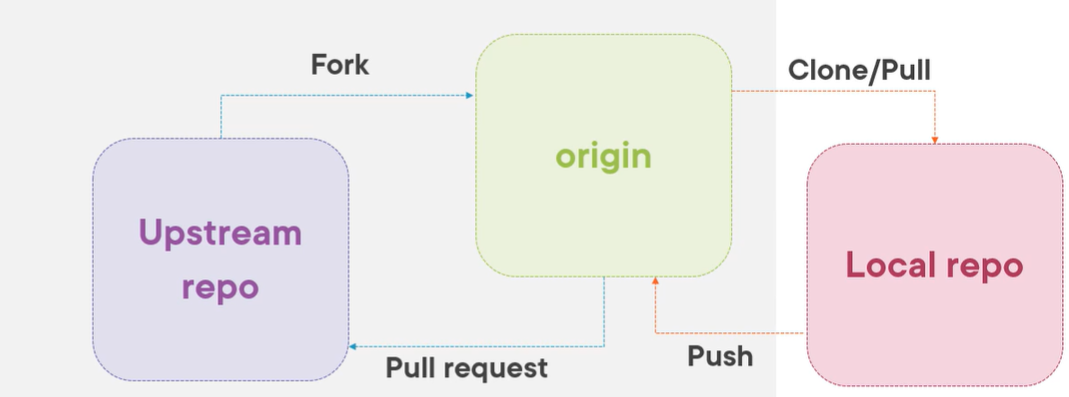 Fork
Clone/Pull
origin
Upstream
repo
Local repo
Pull request
Push